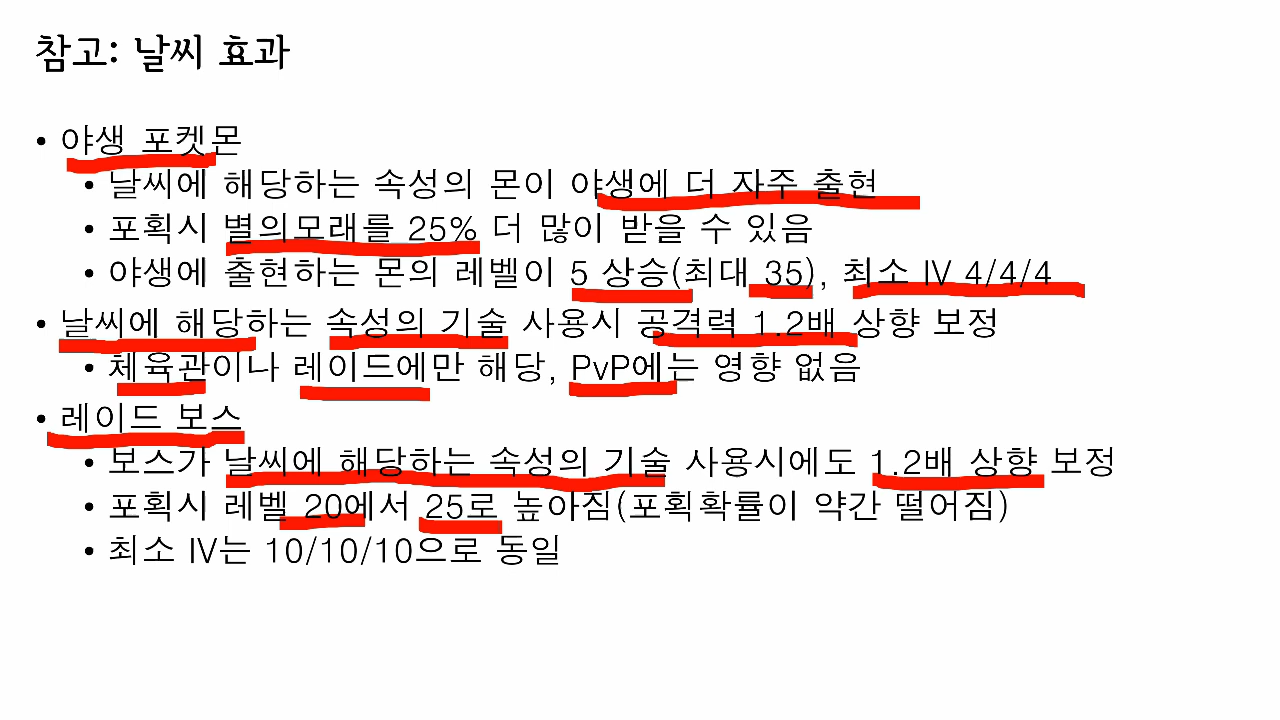 참고: 날씨 효과
• 야생 포켓몬
• 날씨에 해당하는 속성의 몬이 야생에 더 자주 출현
• 포획시 별의모래를 25% 더 많이 받을 수 있음
• 야생에 출현하는 몬의 레벨이 5 상승(최대 35), 최소 IV 4/4/4
• 날씨에 해당하는 속성의 기술 사용시 공격력 1.2배 상향 보정
• 체육관이나 레이드에만 해당, PvP에는 영향 없음
• 레이드 보스
• 보스가 날씨에 해당하는 속성의 기술 사용시에도 1.2배 상향 보정
• 포획시 레벨 20에서 25로 높아짐(포획확률이 약간 떨어짐)
• 최소 IV는 10/10/10으로 동일